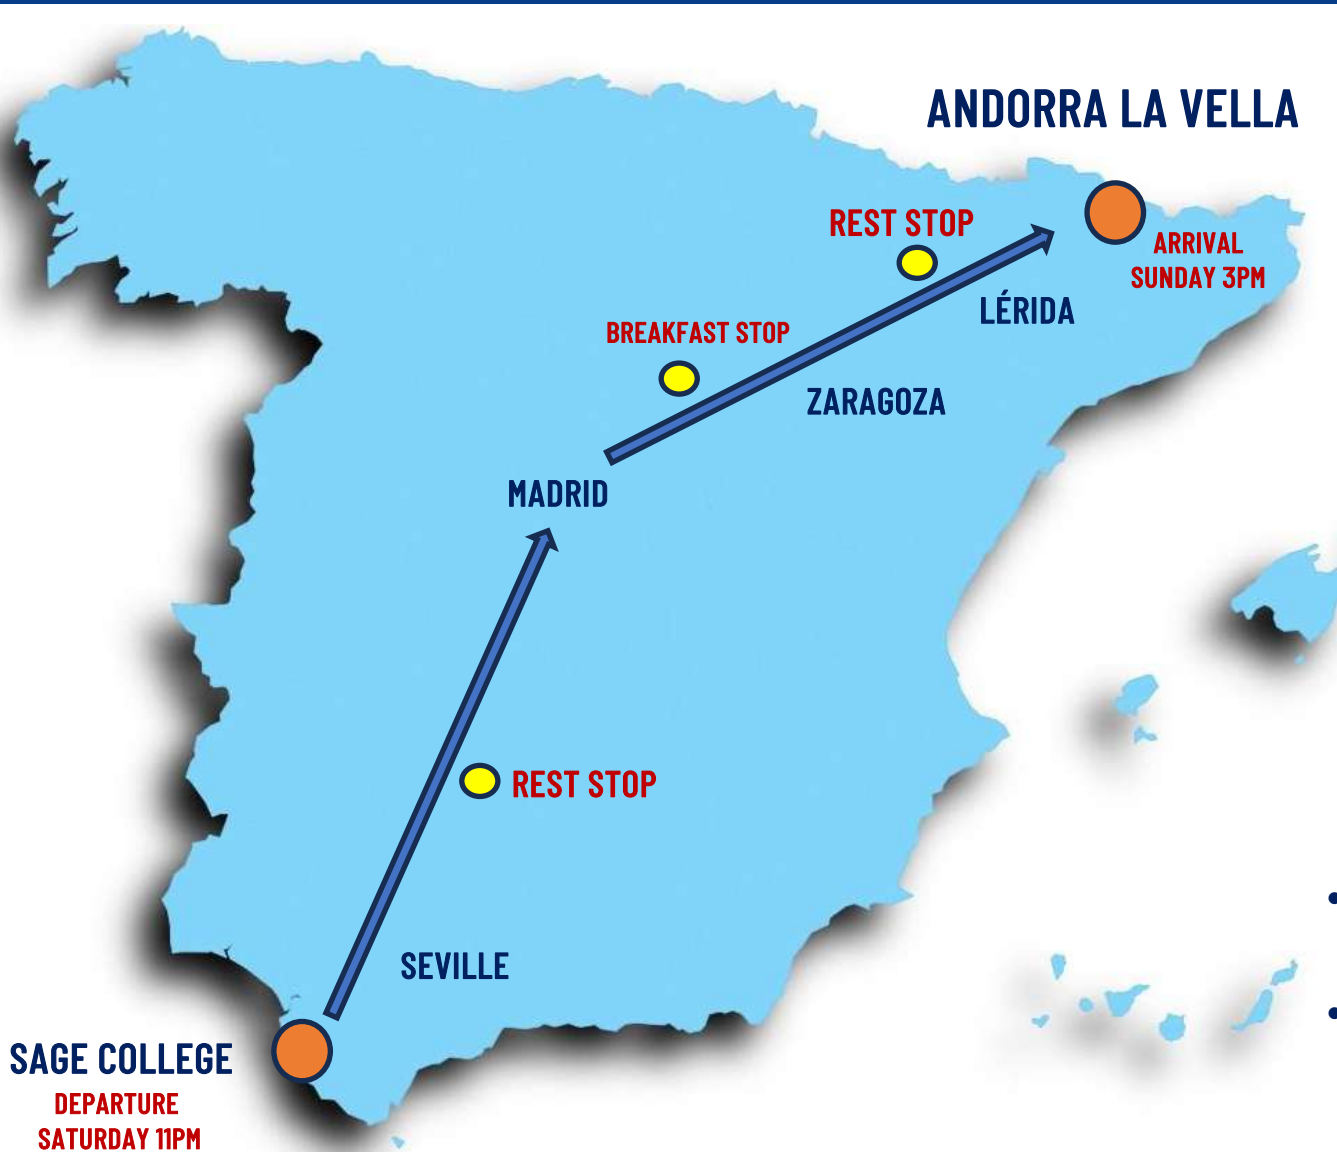 ANDORRA LA VELLA
REST STOP
ARRIVAL
SUNDAY 3PM
LÉRIDA
BREAKFAST STOP
ZARAGOZA
MADRID
REST STOP
SEVILLE
SAGE COLLEGE
DEPARTURE
SATURDAY 11PM